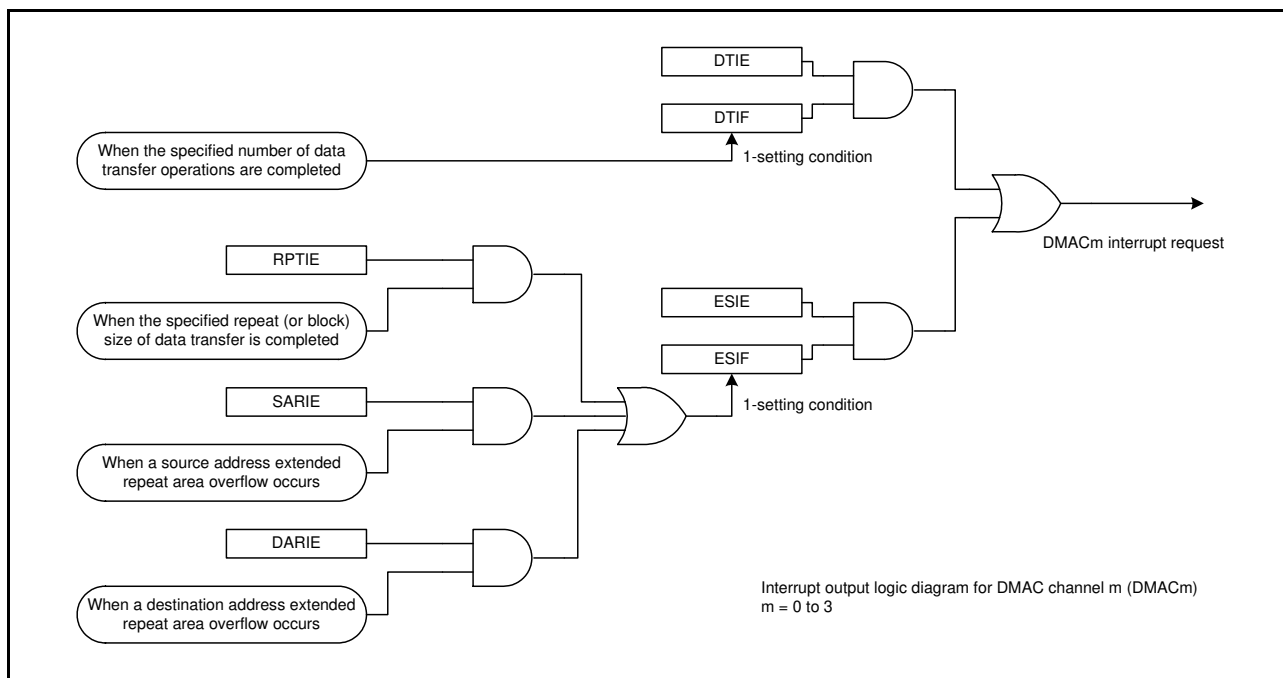 DTIE
DTIF
When the specified number of data
transfer operations are completed
1-setting condition
DMACm interrupt request
RPTIE
When the specified repeat (or block)
size of data transfer is completed
ESIE
ESIF
1-setting condition
SARIE
When a source address extended
repeat area overflow occurs
DARIE
When a destination address extended
repeat area overflow occurs
Interrupt output logic diagram for DMAC channel m (DMACm)
m = 0 to 3